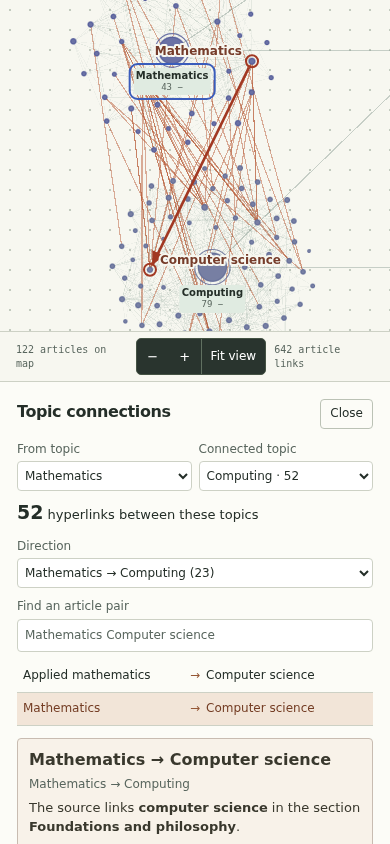 Mathematics
Mathematics
43 −
Computer science
Computing
79 −
122 articles on
map
− + Fit view
642 article
links
Topic connections
Close
From topic
Connected topic
Mathematics
Computing · 52
52 hyperlinks between these topics
Direction
Mathematics → Computing (23)
Find an article pair
Mathematics Computer science
Applied mathematics → Computer science
Mathematics → Computer science
Mathematics → Computer science
Mathematics → Computing
The source links computer science in the section
Foundations and philosophy.